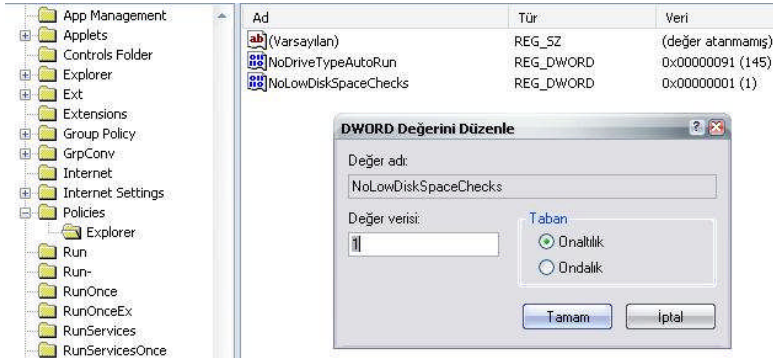 App Management
Applets
Controls Folder
Explorer
Ext
Extensions
Group Policy
GrpConv
Internet
Internet Settings
Policies
Explorer
Run
Run-
RunOnce
RunOnceEx
RunServices
RunServicesOnce
Ad Tür Veri
ab (Varsayılan) REG_SZ (değer atanmamış)
NoDriveTypeAutoRun REG_DWORD 0x00000091 (145)
NoLowDiskSpaceChecks REG_DWORD 0x00000001 (1)
DWORD Değerini Düzenle
Değer adı:
NoLowDiskSpaceChecks
Değer verisi:
1
Taban
Onaltılık
Ondalık
Tamam İptal